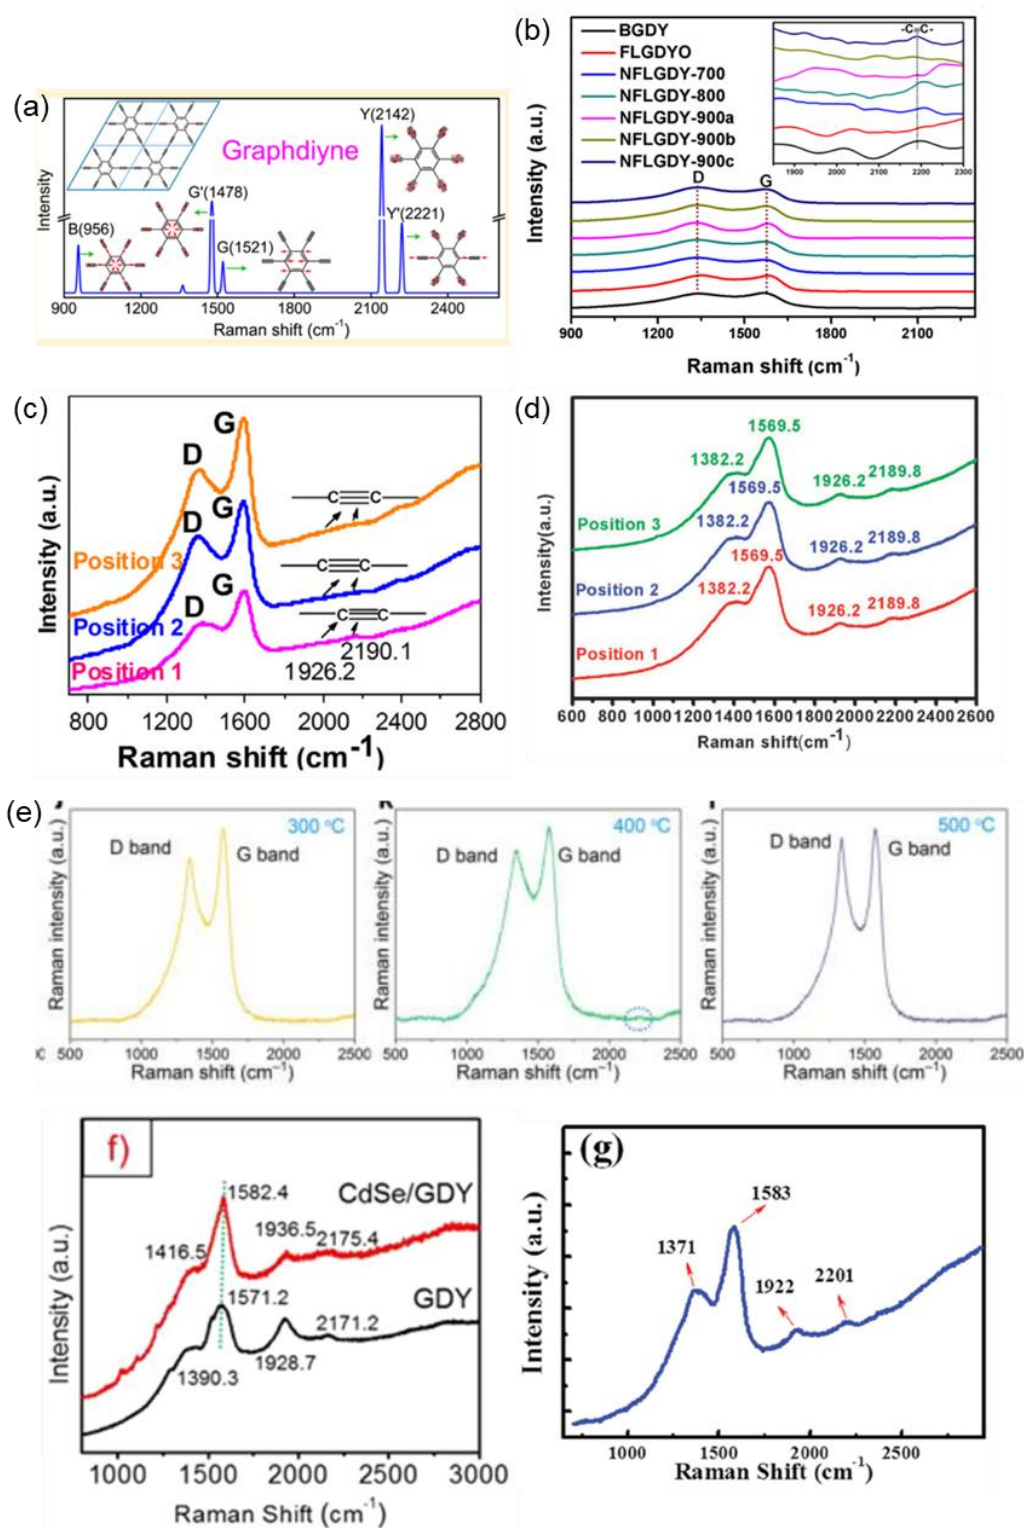 (a)
Graphdiyne
Y(2142)
G'(1478)
Y'(2221)
B(956)
G(1521)
Intensity
900 1200 1500 1800 2100 2400
Raman shift (cm-1)
(b)
BGDY
FLGDYO
NFLGDY-700
NFLGDY-800
NFLGDY-900a
NFLGDY-900b
NFLGDY-900c
-C≡C-
1900 2000 2050 2100 2150 2200 2300
D G
Intensity (a.u.)
900 1200 1500 1800 2100
Raman shift (cm-1)
(c)
G
D
G
Position 3
D
G
Position 2
D
Position 1
C≡C
C≡C
C≡C
2190.1
1926.2
Intensity (a.u.)
800 1200 1600 2000 2400 2800
Raman shift (cm-1)
(d)
1569.5
1382.2
1926.2 2189.8
Position 3
1569.5
1382.2
1926.2 2189.8
Position 2
1569.5
1382.2
1926.2 2189.8
Position 1
Intensity(a.u.)
600 800 1000 1200 1400 1600 1800 2000 2200 2400 2600
Raman shift(cm-1)
(e)
300 °C
D band
G band
Raman intensity (a.u.)
500 1000 1500 2000 2500
Raman shift (cm-1)
400 °C
D band
G band
Raman intensity (a.u.)
500 1000 1500 2000 2500
Raman shift (cm-1)
500 °C
D band
G band
Raman intensity (a.u.)
500 1000 1500 2000 2500
Raman shift (cm-1)
f)
1582.4
CdSe/GDY
1936.5
1416.5
2175.4
1571.2
GDY
2171.2
1928.7
1390.3
Intensity (a.u.)
1000 1500 2000 2500 3000
Raman Shift (cm-1)
(g)
1583
1371
1922
2201
Intensity (a.u.)
1000 1500 2000 2500
Raman Shift (cm-1)